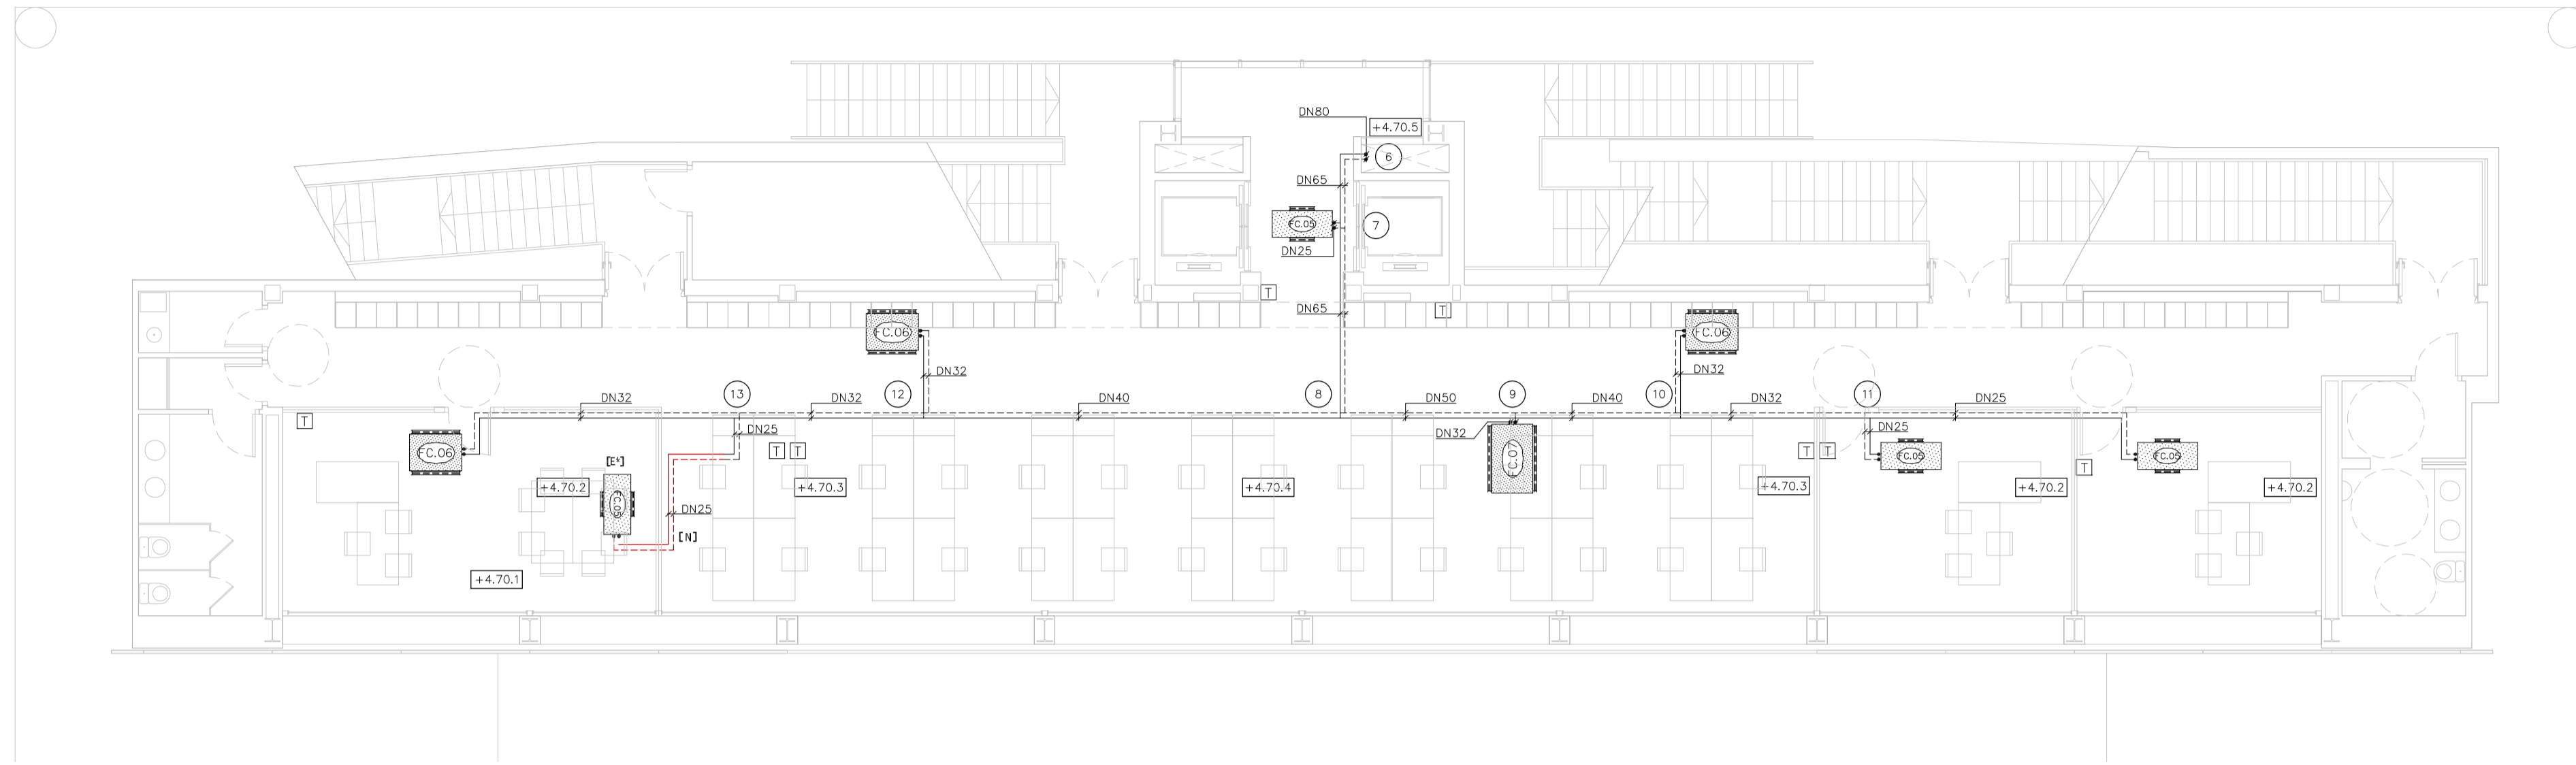 DN80
+4.70.5
H
H
6
DN65
FC.05
7
DN25
T
DN65
T
FC.06
FC.06
DN32
DN32
13
12
8
9
10
11
DN32
DN32
DN40
DN50
DN40
DN32
DN25
T
DN25
DN32
DN25
T
T
T
T
FC.06
FC.07
FC.05
FC.05
[E*]
T
+4.70.2
+4.70.3
+4.70.4
+4.70.3
+4.70.2
+4.70.2
FC.05
DN25
[N]
+4.70.1